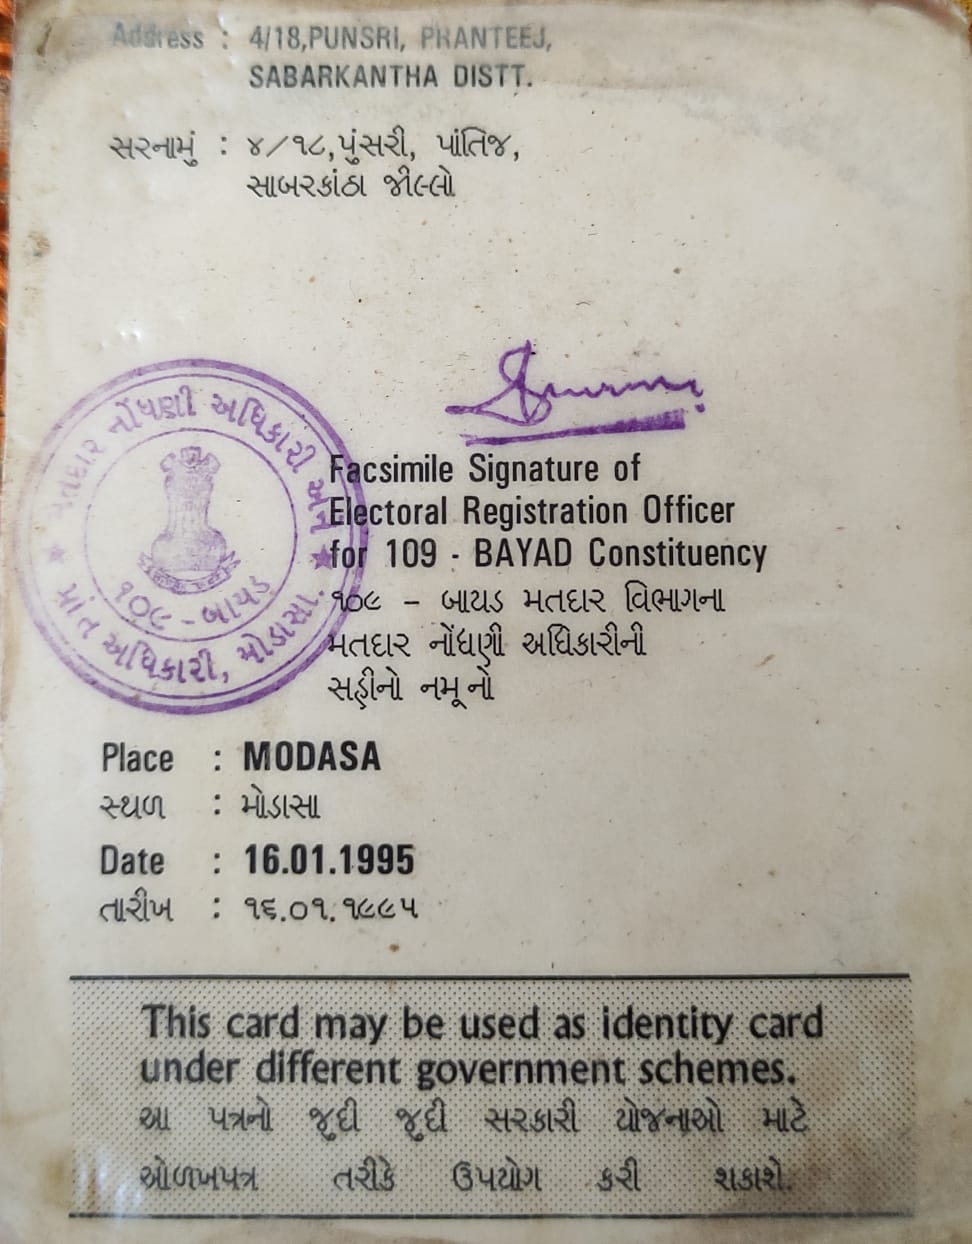 Address : 4/18,PUNSRI, PRANTEEJ,
SABARKANTHA DISTT.
સરનામું : ૪/૧૮,પુંસરી, પાંતિજ,
સાબરકાંઠા જીલ્લો
મતદાર નોંધણી અધિકારી અને
૧૦૯ - બાયડ
પ્રાંત અધિકારી, મોડાસા.
Facsimile Signature of
Electoral Registration Officer
for 109 - BAYAD Constituency
૧૦૯ - બાયડ મતદાર વિભાગના
મતદાર નોંધણી અધિકારીની
સહીનો નમૂનો
Place : MODASA
સ્થળ : મોડાસા
Date : 16.01.1995
તારીખ : ૧૬.૦૧.૧૯૯૫
This card may be used as identity card
under different government schemes.
આ પત્રનો જુદી જુદી સરકારી યોજનાઓ માટે
ઓળખપત્ર તરીકે ઉપયોગ કરી શકાશે.